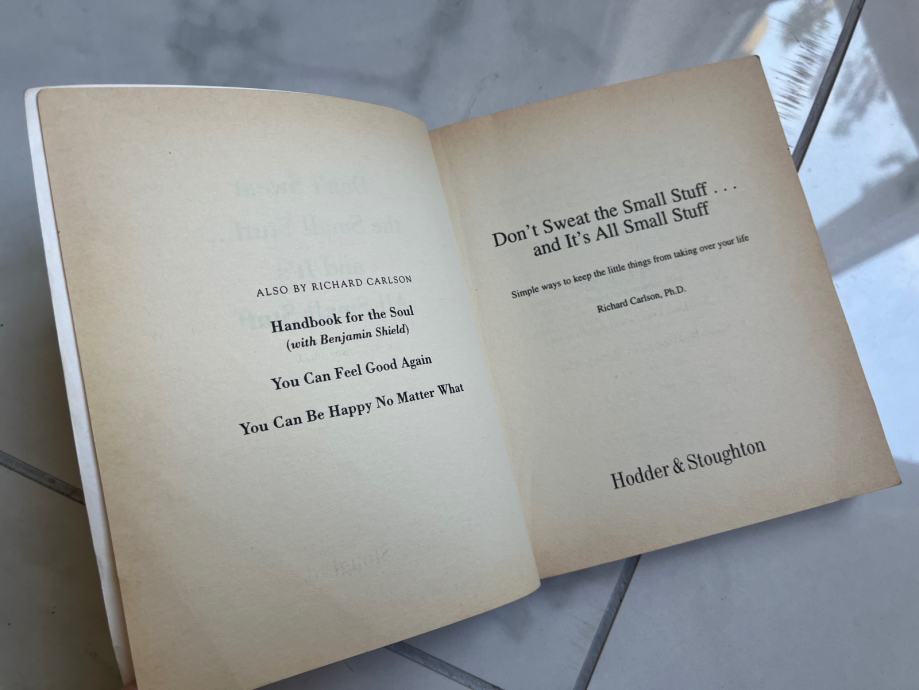 ALSO BY RICHARD CARLSON
Handbook for the Soul
(with Benjamin Shield)
You Can Feel Good Again
You Can Be Happy No Matter What
Don't Sweat the Small Stuff . . .
and It's All Small Stuff
Simple ways to keep the little things from taking over your life
Richard Carlson, Ph.D.
Hodder & Stoughton